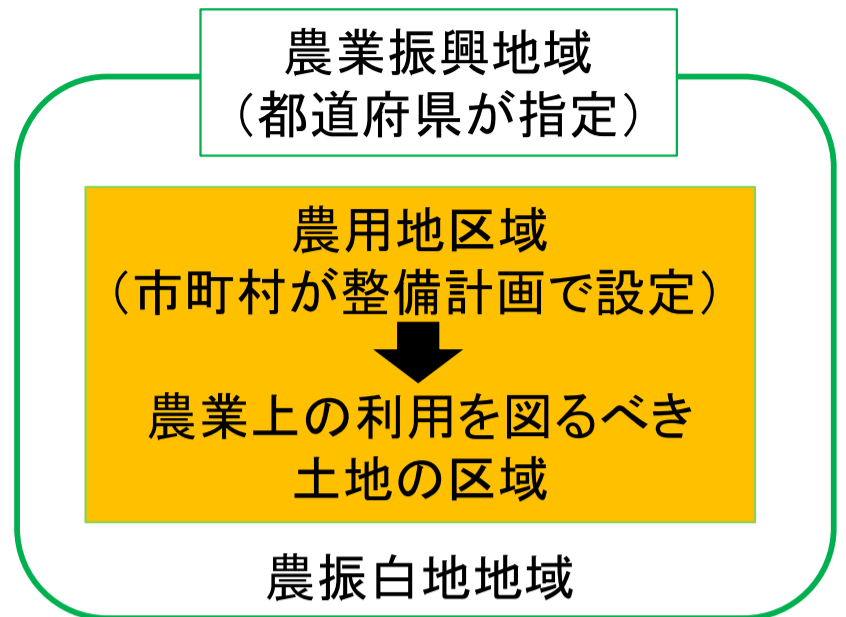 農業振興地域
（都道府県が指定）
農用地区域
（市町村が整備計画で設定）
農業上の利用を図るべき
土地の区域
農振白地地域